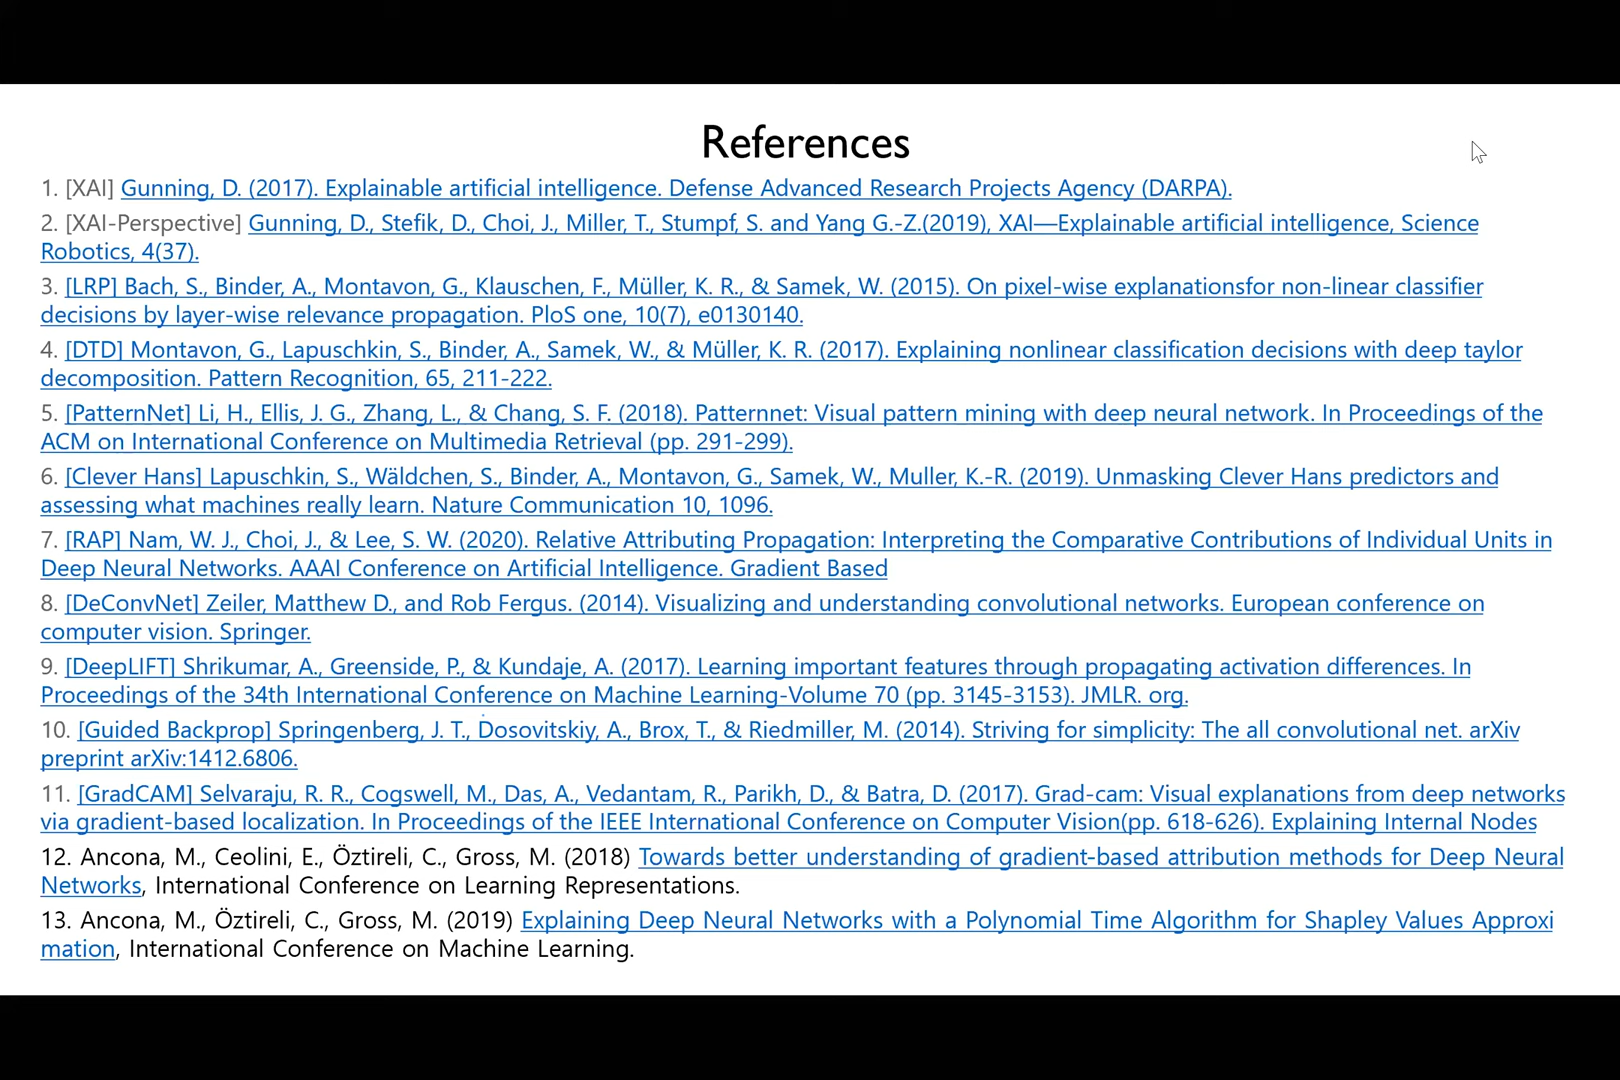 References
1. [XAI] Gunning, D. (2017). Explainable artificial intelligence. Defense Advanced Research Projects Agency (DARPA).
2. [XAI-Perspective] Gunning, D., Stefik, D., Choi, J., Miller, T., Stumpf, S. and Yang G.-Z.(2019), XAI—Explainable artificial intelligence, Science
Robotics, 4(37).
3. [LRP] Bach, S., Binder, A., Montavon, G., Klauschen, F., Müller, K. R., & Samek, W. (2015). On pixel-wise explanationsfor non-linear classifier
decisions by layer-wise relevance propagation. PloS one, 10(7), e0130140.
4. [DTD] Montavon, G., Lapuschkin, S., Binder, A., Samek, W., & Müller, K. R. (2017). Explaining nonlinear classification decisions with deep taylor
decomposition. Pattern Recognition, 65, 211-222.
5. [PatternNet] Li, H., Ellis, J. G., Zhang, L., & Chang, S. F. (2018). Patternnet: Visual pattern mining with deep neural network. In Proceedings of the
ACM on International Conference on Multimedia Retrieval (pp. 291-299).
6. [Clever Hans] Lapuschkin, S., Wäldchen, S., Binder, A., Montavon, G., Samek, W., Muller, K.-R. (2019). Unmasking Clever Hans predictors and
assessing what machines really learn. Nature Communication 10, 1096.
7. [RAP] Nam, W. J., Choi, J., & Lee, S. W. (2020). Relative Attributing Propagation: Interpreting the Comparative Contributions of Individual Units in
Deep Neural Networks. AAAI Conference on Artificial Intelligence. Gradient Based
8. [DeConvNet] Zeiler, Matthew D., and Rob Fergus. (2014). Visualizing and understanding convolutional networks. European conference on
computer vision. Springer.
9. [DeepLIFT] Shrikumar, A., Greenside, P., & Kundaje, A. (2017). Learning important features through propagating activation differences. In
Proceedings of the 34th International Conference on Machine Learning-Volume 70 (pp. 3145-3153). JMLR. org.
10. [Guided Backprop] Springenberg, J. T., Dosovitskiy, A., Brox, T., & Riedmiller, M. (2014). Striving for simplicity: The all convolutional net. arXiv
preprint arXiv:1412.6806.
11. [GradCAM] Selvaraju, R. R., Cogswell, M., Das, A., Vedantam, R., Parikh, D., & Batra, D. (2017). Grad-cam: Visual explanations from deep networks
via gradient-based localization. In Proceedings of the IEEE International Conference on Computer Vision(pp. 618-626). Explaining Internal Nodes
12. Ancona, M., Ceolini, E., Öztireli, C., Gross, M. (2018) Towards better understanding of gradient-based attribution methods for Deep Neural
Networks, International Conference on Learning Representations.
13. Ancona, M., Öztireli, C., Gross, M. (2019) Explaining Deep Neural Networks with a Polynomial Time Algorithm for Shapley Values Approxi
mation, International Conference on Machine Learning.